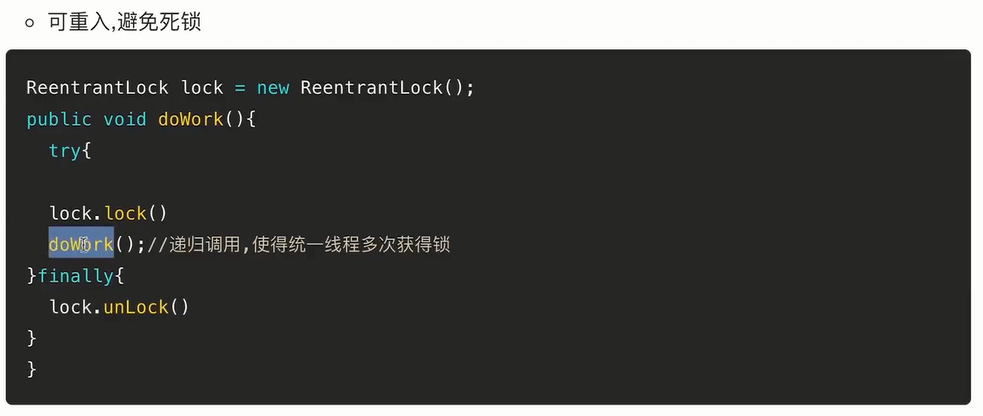 可重入,避免死锁
ReentrantLock lock = new ReentrantLock();
public void doWork(){
try{
lock.lock()
doWork();//递归调用,使得统一线程多次获得锁
}finally{
lock.unLock()
}
}